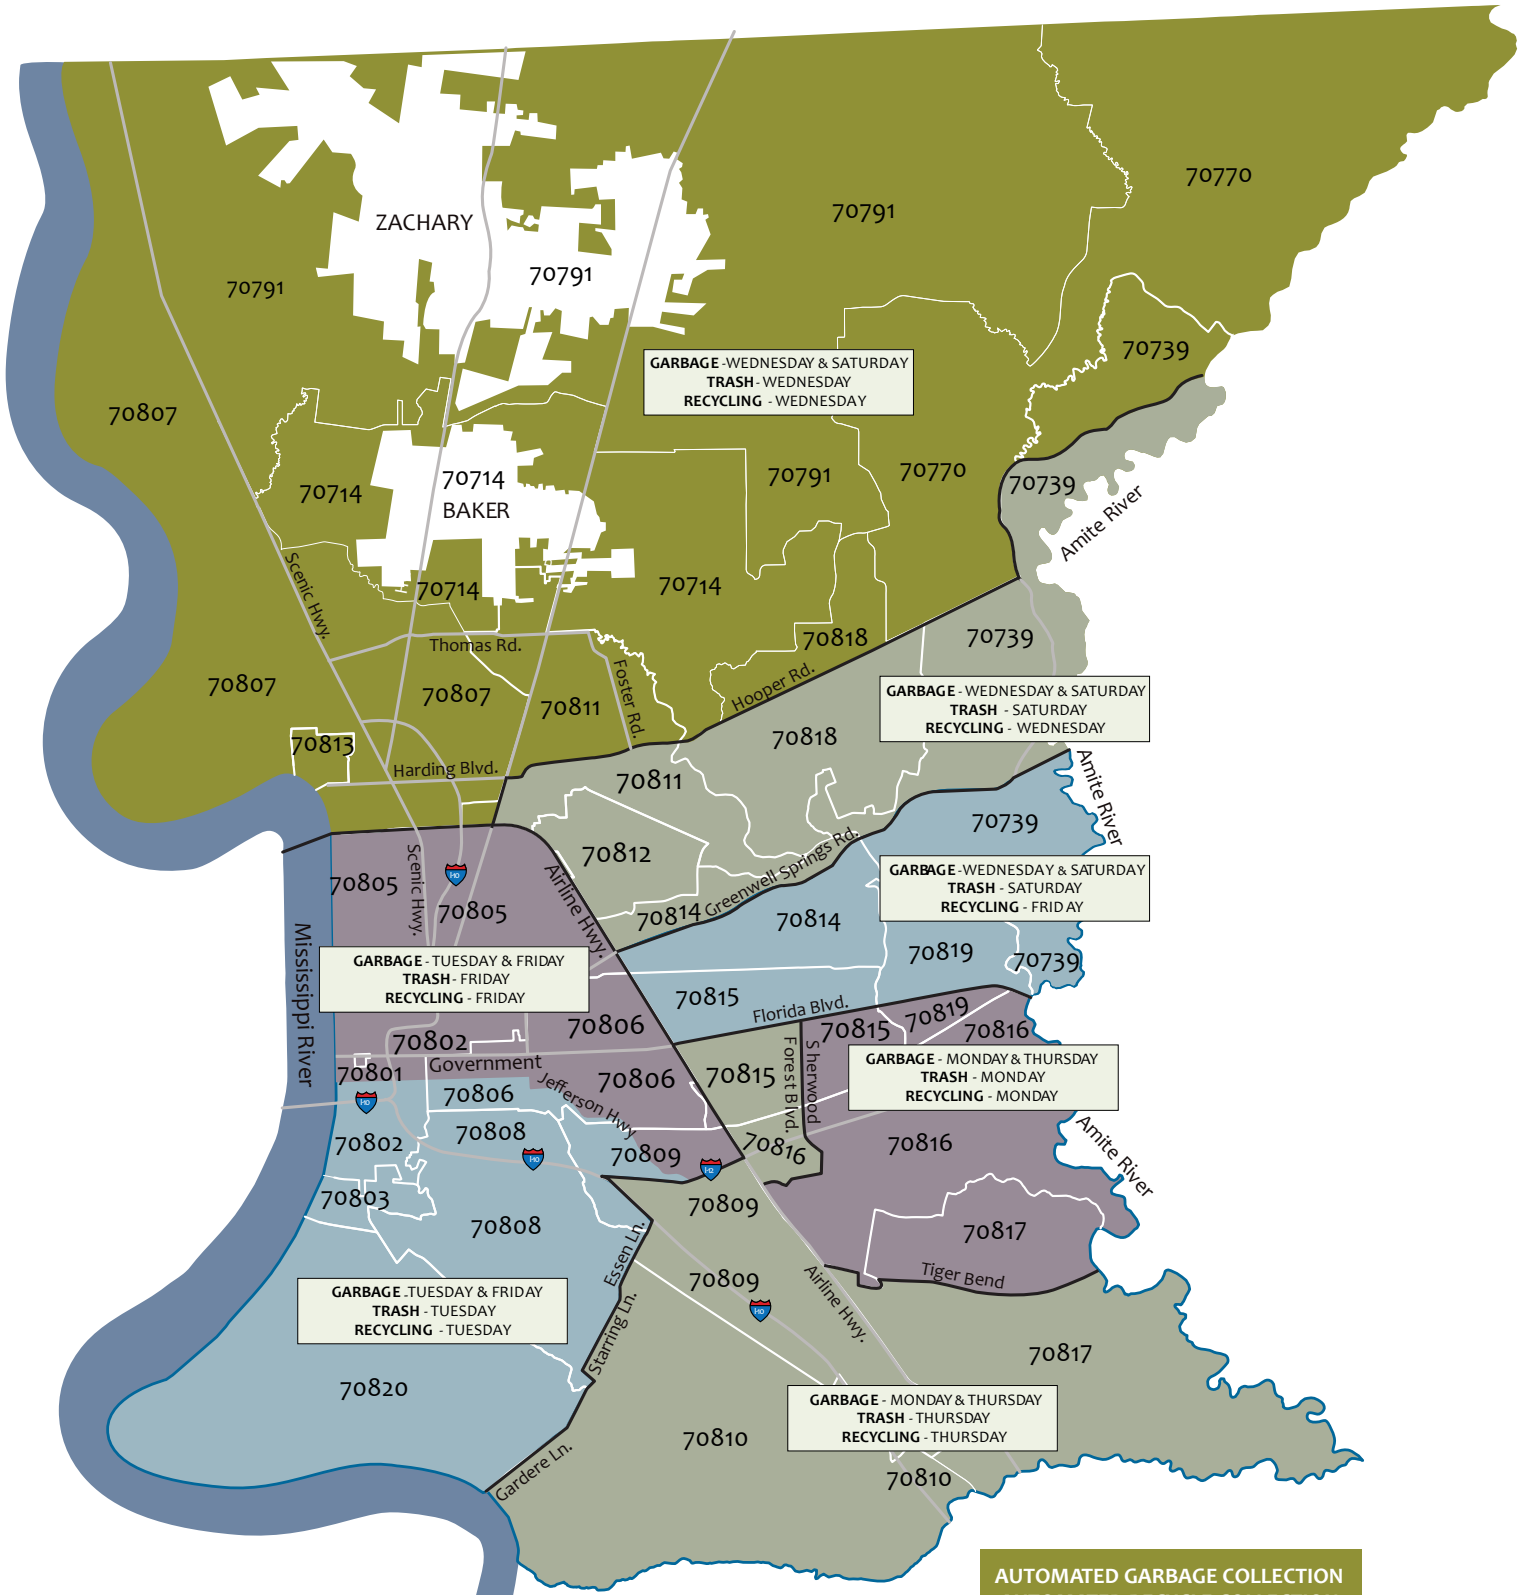 70770
70791
ZACHARY
70791
70791
70739
GARBAGE -WEDNESDAY & SATURDAY
TRASH - WEDNESDAY
RECYCLING - WEDNESDAY
70807
70714
BAKER
70714
70791
70770
70739
Amite River
Scenic Hwy.
70714
70714
70818
70739
Thomas Rd.
Foster Rd.
Hooper Rd.
70807
70807
70811
GARBAGE - WEDNESDAY & SATURDAY
TRASH - SATURDAY
RECYCLING - WEDNESDAY
70813
70818
Harding Blvd.
70811
Amite River
70739
Scenic Hwy.
70812
Greenwell Springs Rd.
Airline Hwy.
70805
70805
GARBAGE -WEDNESDAY & SATURDAY
TRASH - SATURDAY
RECYCLING - FRIDAY
I-10
70814
70814
70819
70739
Mississippi River
GARBAGE - TUESDAY & FRIDAY
TRASH - FRIDAY
RECYCLING - FRIDAY
70815
Florida Blvd.
70806
70815
70819
70816
70802
Government
70801
70806
70815
Sherwood
Forest Blvd.
GARBAGE - MONDAY & THURSDAY
TRASH - MONDAY
RECYCLING - MONDAY
I-10
70806
Jefferson Hwy
70802
70808
I-10
70809
I-12
70816
70816
Amite River
70803
70808
70809
70817
Essen Ln.
70809
I-10
Airline Hwy.
Tiger Bend
GARBAGE -TUESDAY & FRIDAY
TRASH - TUESDAY
RECYCLING - TUESDAY
Starring Ln.
70817
70820
GARBAGE - MONDAY & THURSDAY
TRASH - THURSDAY
RECYCLING - THURSDAY
70810
Gardere Ln.
70810
AUTOMATED GARBAGE COLLECTION